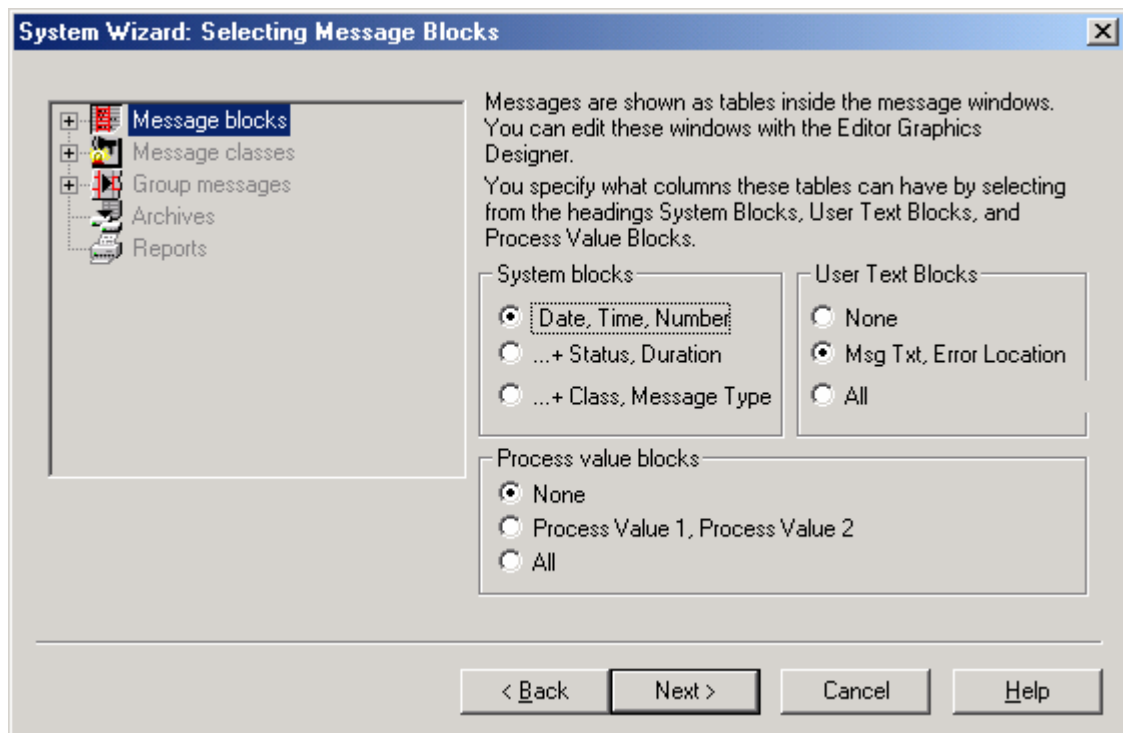 System Wizard: Selecting Message Blocks
Message blocks
Message classes
Group messages
Archives
Reports
Messages are shown as tables inside the message windows.
You can edit these windows with the Editor Graphics
Designer.
You specify what columns these tables can have by selecting
from the headings System Blocks, User Text Blocks, and
Process Value Blocks.
System blocks
Date, Time, Number
...+ Status, Duration
...+ Class, Message Type
User Text Blocks
None
Msg Txt, Error Location
All
Process value blocks
None
Process Value 1, Process Value 2
All
< Back
Next >
Cancel
Help